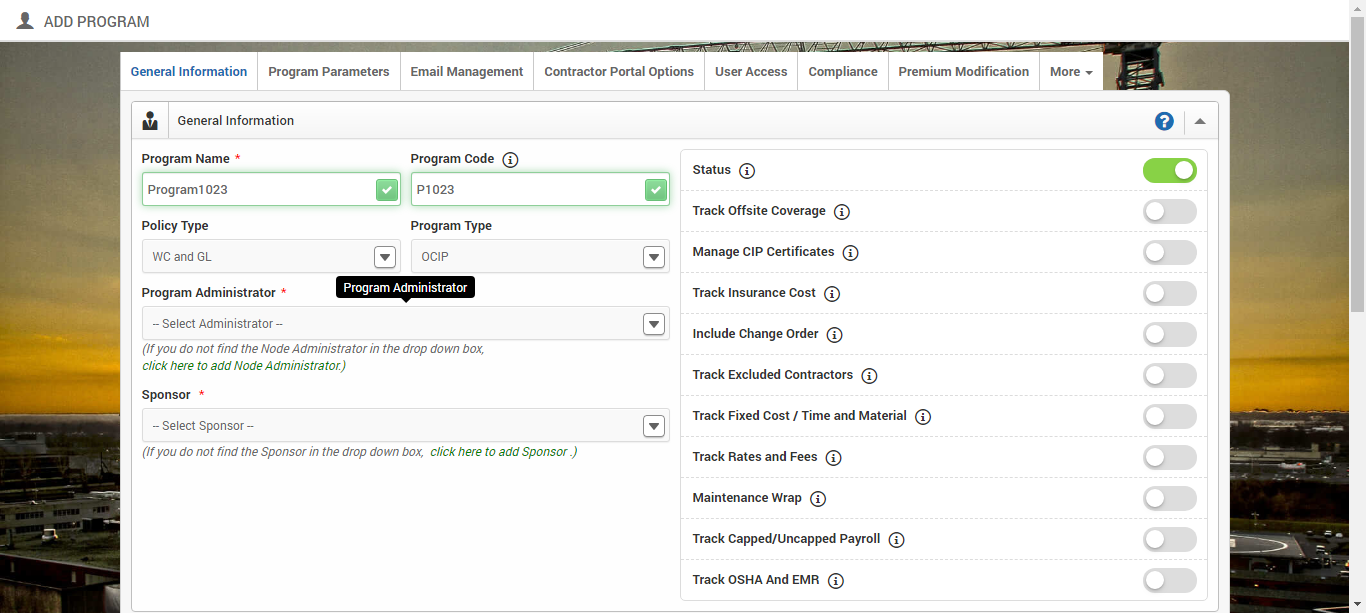 ADD PROGRAM
General Information
Program Parameters
Email Management
Contractor Portal Options
User Access
Compliance
Premium Modification
More
General Information
?
Program Name *
Program Code
Program1023
P1023
Policy Type
Program Type
WC and GL
OCIP
Program Administrator
Program Administrator *
-- Select Administrator --
(If you do not find the Node Administrator in the drop down box,
click here to add Node Administrator.)
Sponsor *
-- Select Sponsor --
(If you do not find the Sponsor in the drop down box, click here to add Sponsor .)
Status
Track Offsite Coverage
Manage CIP Certificates
Track Insurance Cost
Include Change Order
Track Excluded Contractors
Track Fixed Cost / Time and Material
Track Rates and Fees
Maintenance Wrap
Track Capped/Uncapped Payroll
Track OSHA And EMR